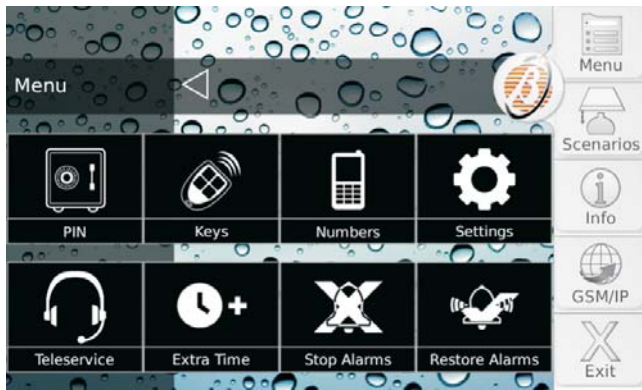 Menu
PIN
Keys
Numbers
Settings
Teleservice
Extra Time
Stop Alarms
Restore Alarms
Menu
Scenarios
Info
GSM/IP
Exit